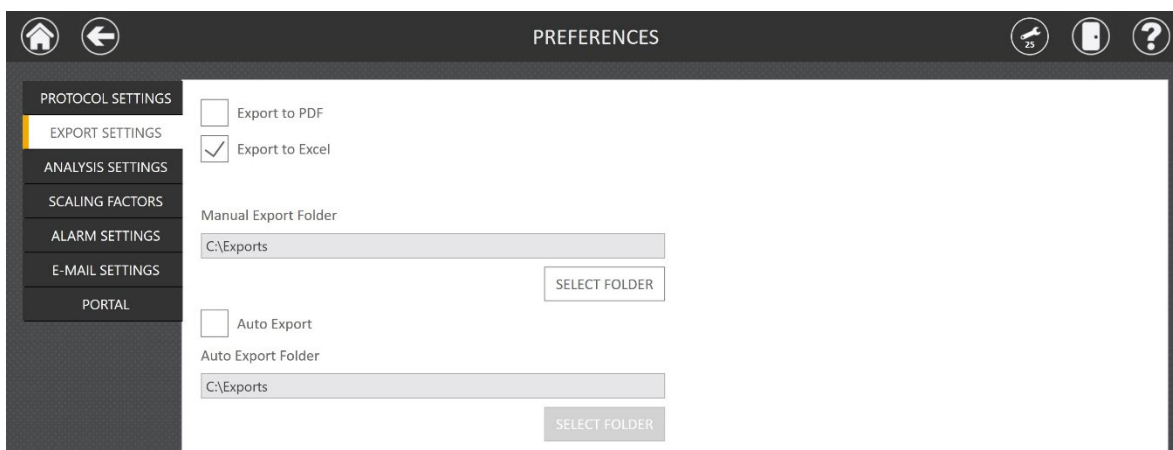 PREFERENCES
25
PROTOCOL SETTINGS
EXPORT SETTINGS
ANALYSIS SETTINGS
SCALING FACTORS
ALARM SETTINGS
E-MAIL SETTINGS
PORTAL
Export to PDF
Export to Excel
Manual Export Folder
C:\Exports
SELECT FOLDER
Auto Export
Auto Export Folder
C:\Exports
SELECT FOLDER